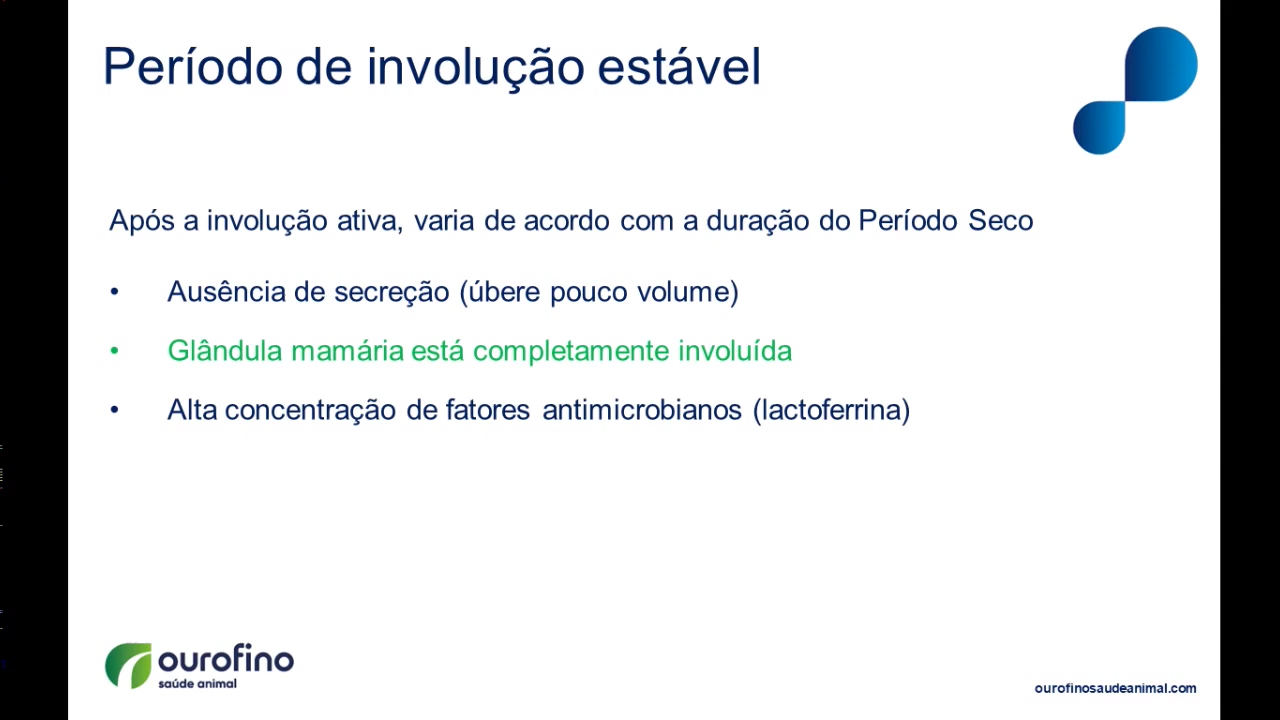 Período de involução estável
Após a involução ativa, varia de acordo com a duração do Período Seco
• Ausência de secreção (úbere pouco volume)
• Glândula mamária está completamente involuída
• Alta concentração de fatores antimicrobianos (lactoferrina)
ourofino
saúde animal
ourofinosaudeanimal.com